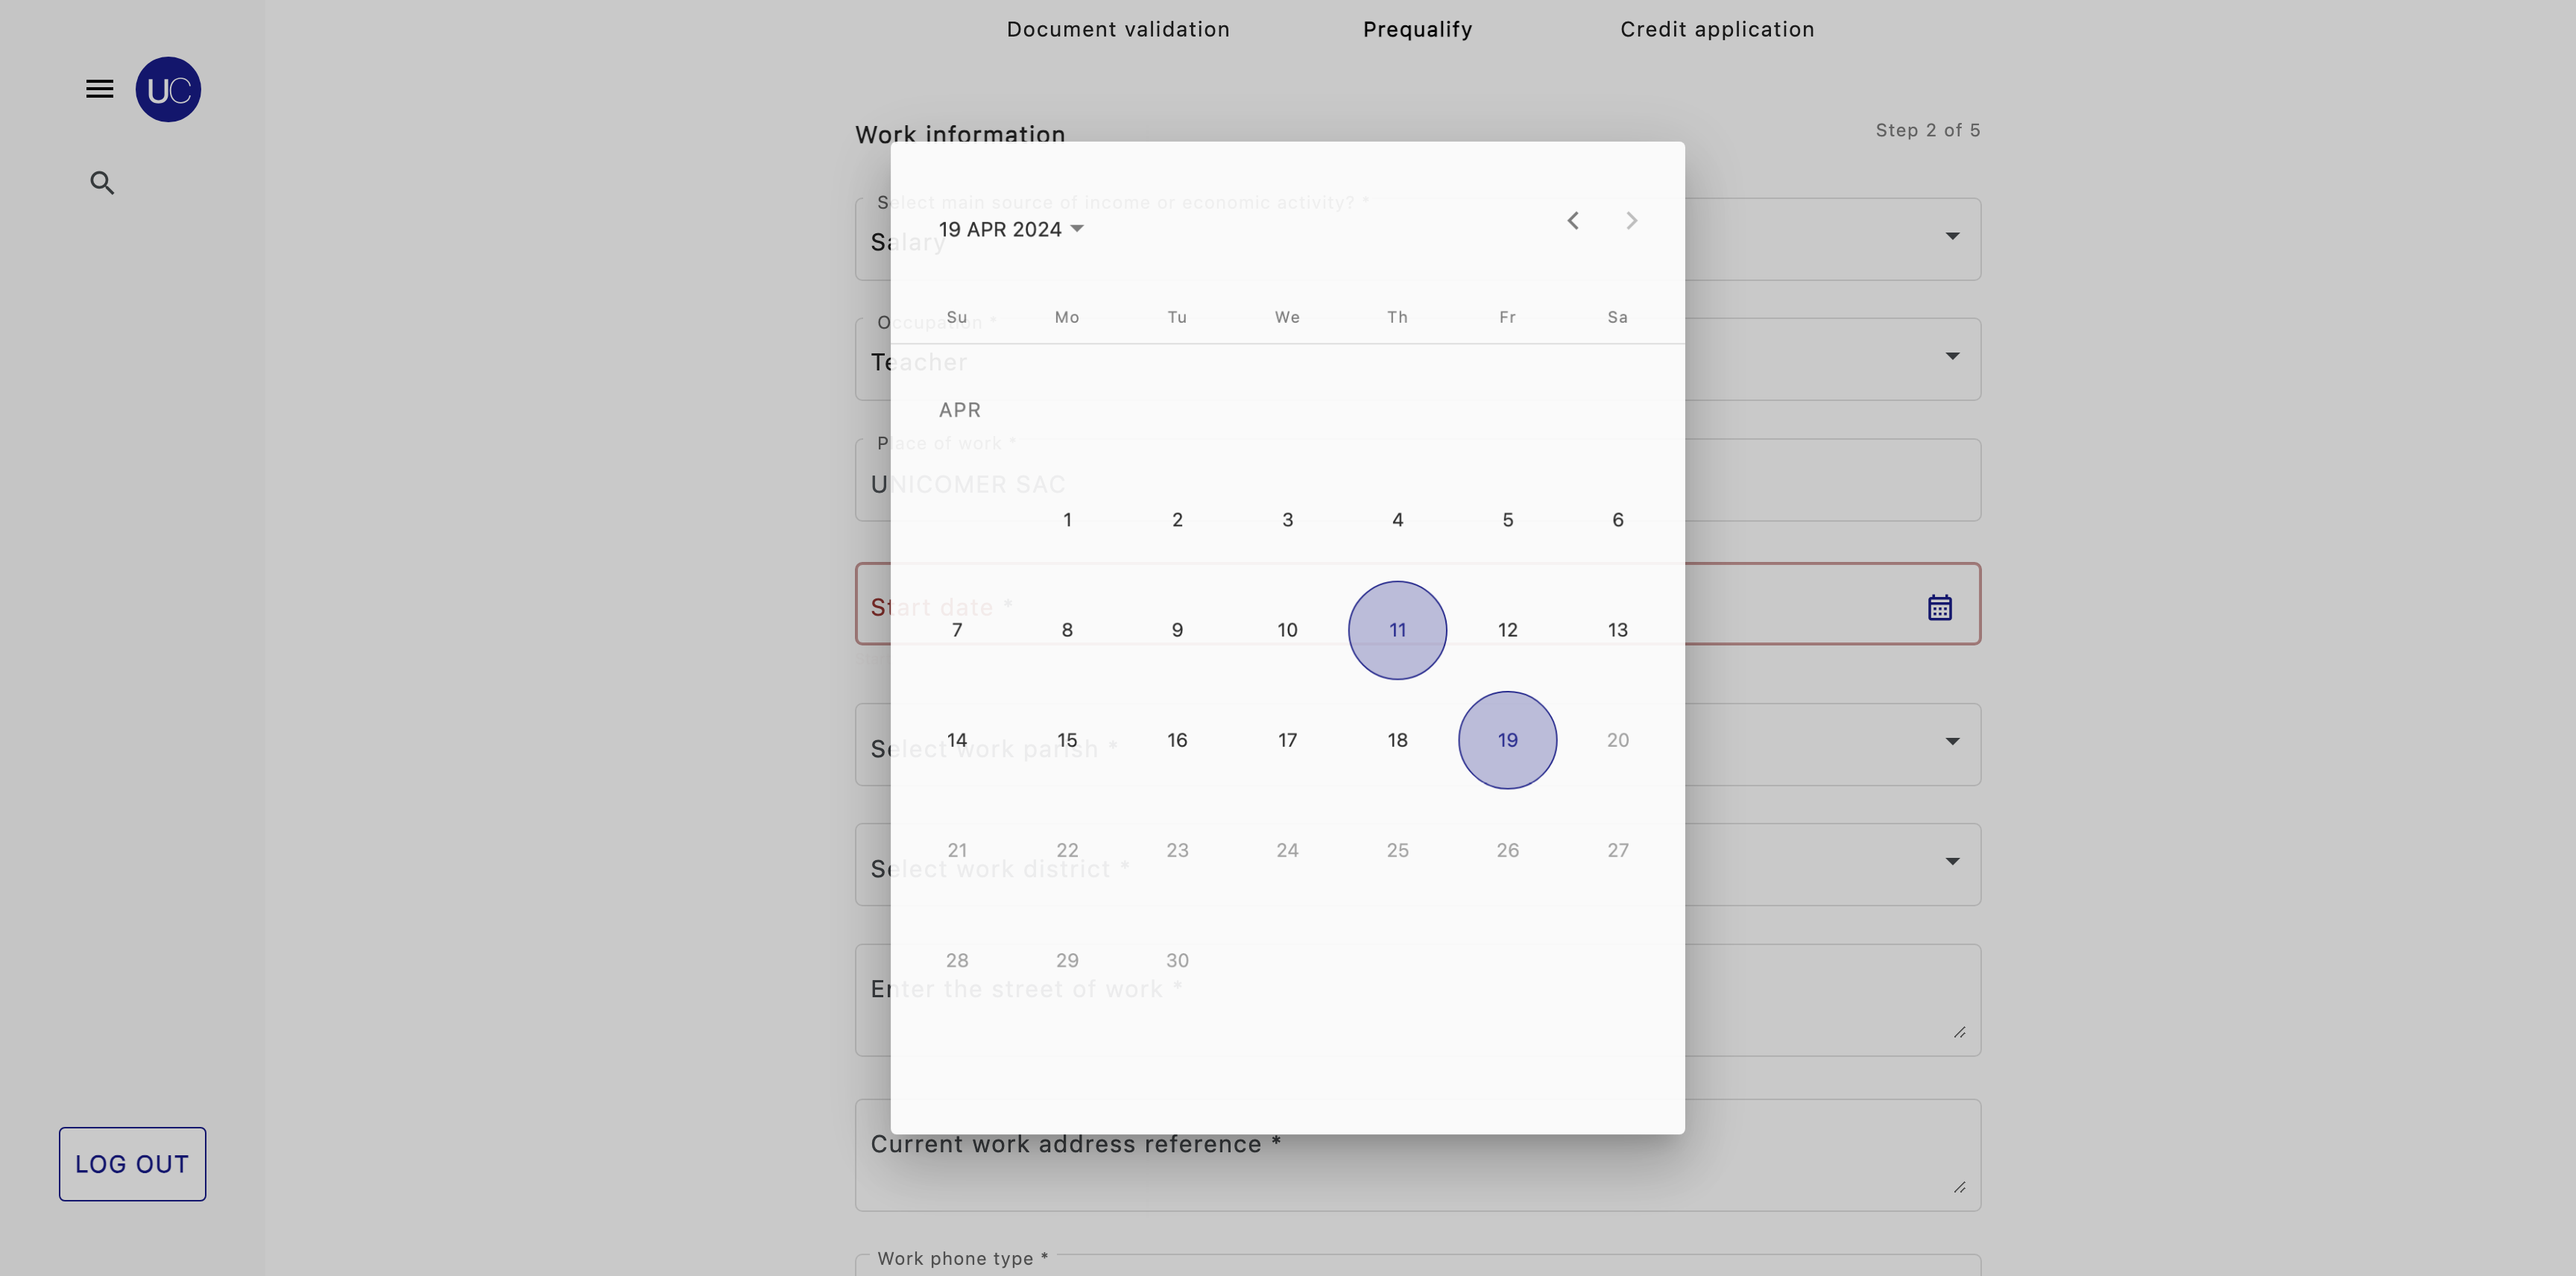 Document validation Prequalify Credit application
UC
Work information
Step 2 of 5
Select main source of income or economic activity? *
Salary
19 APR 2024
Su Mo Tu We Th Fr Sa
Occupation *
Teacher
APR
Place of work *
UNICOMER SAC
1 2 3 4 5 6
Start date *
7 8 9 10 11 12 13
14 15 16 17 18 19 20
Select work parish *
21 22 23 24 25 26 27
Select work district *
28 29 30
Enter the street of work *
Current work address reference *
LOG OUT
Work phone type *